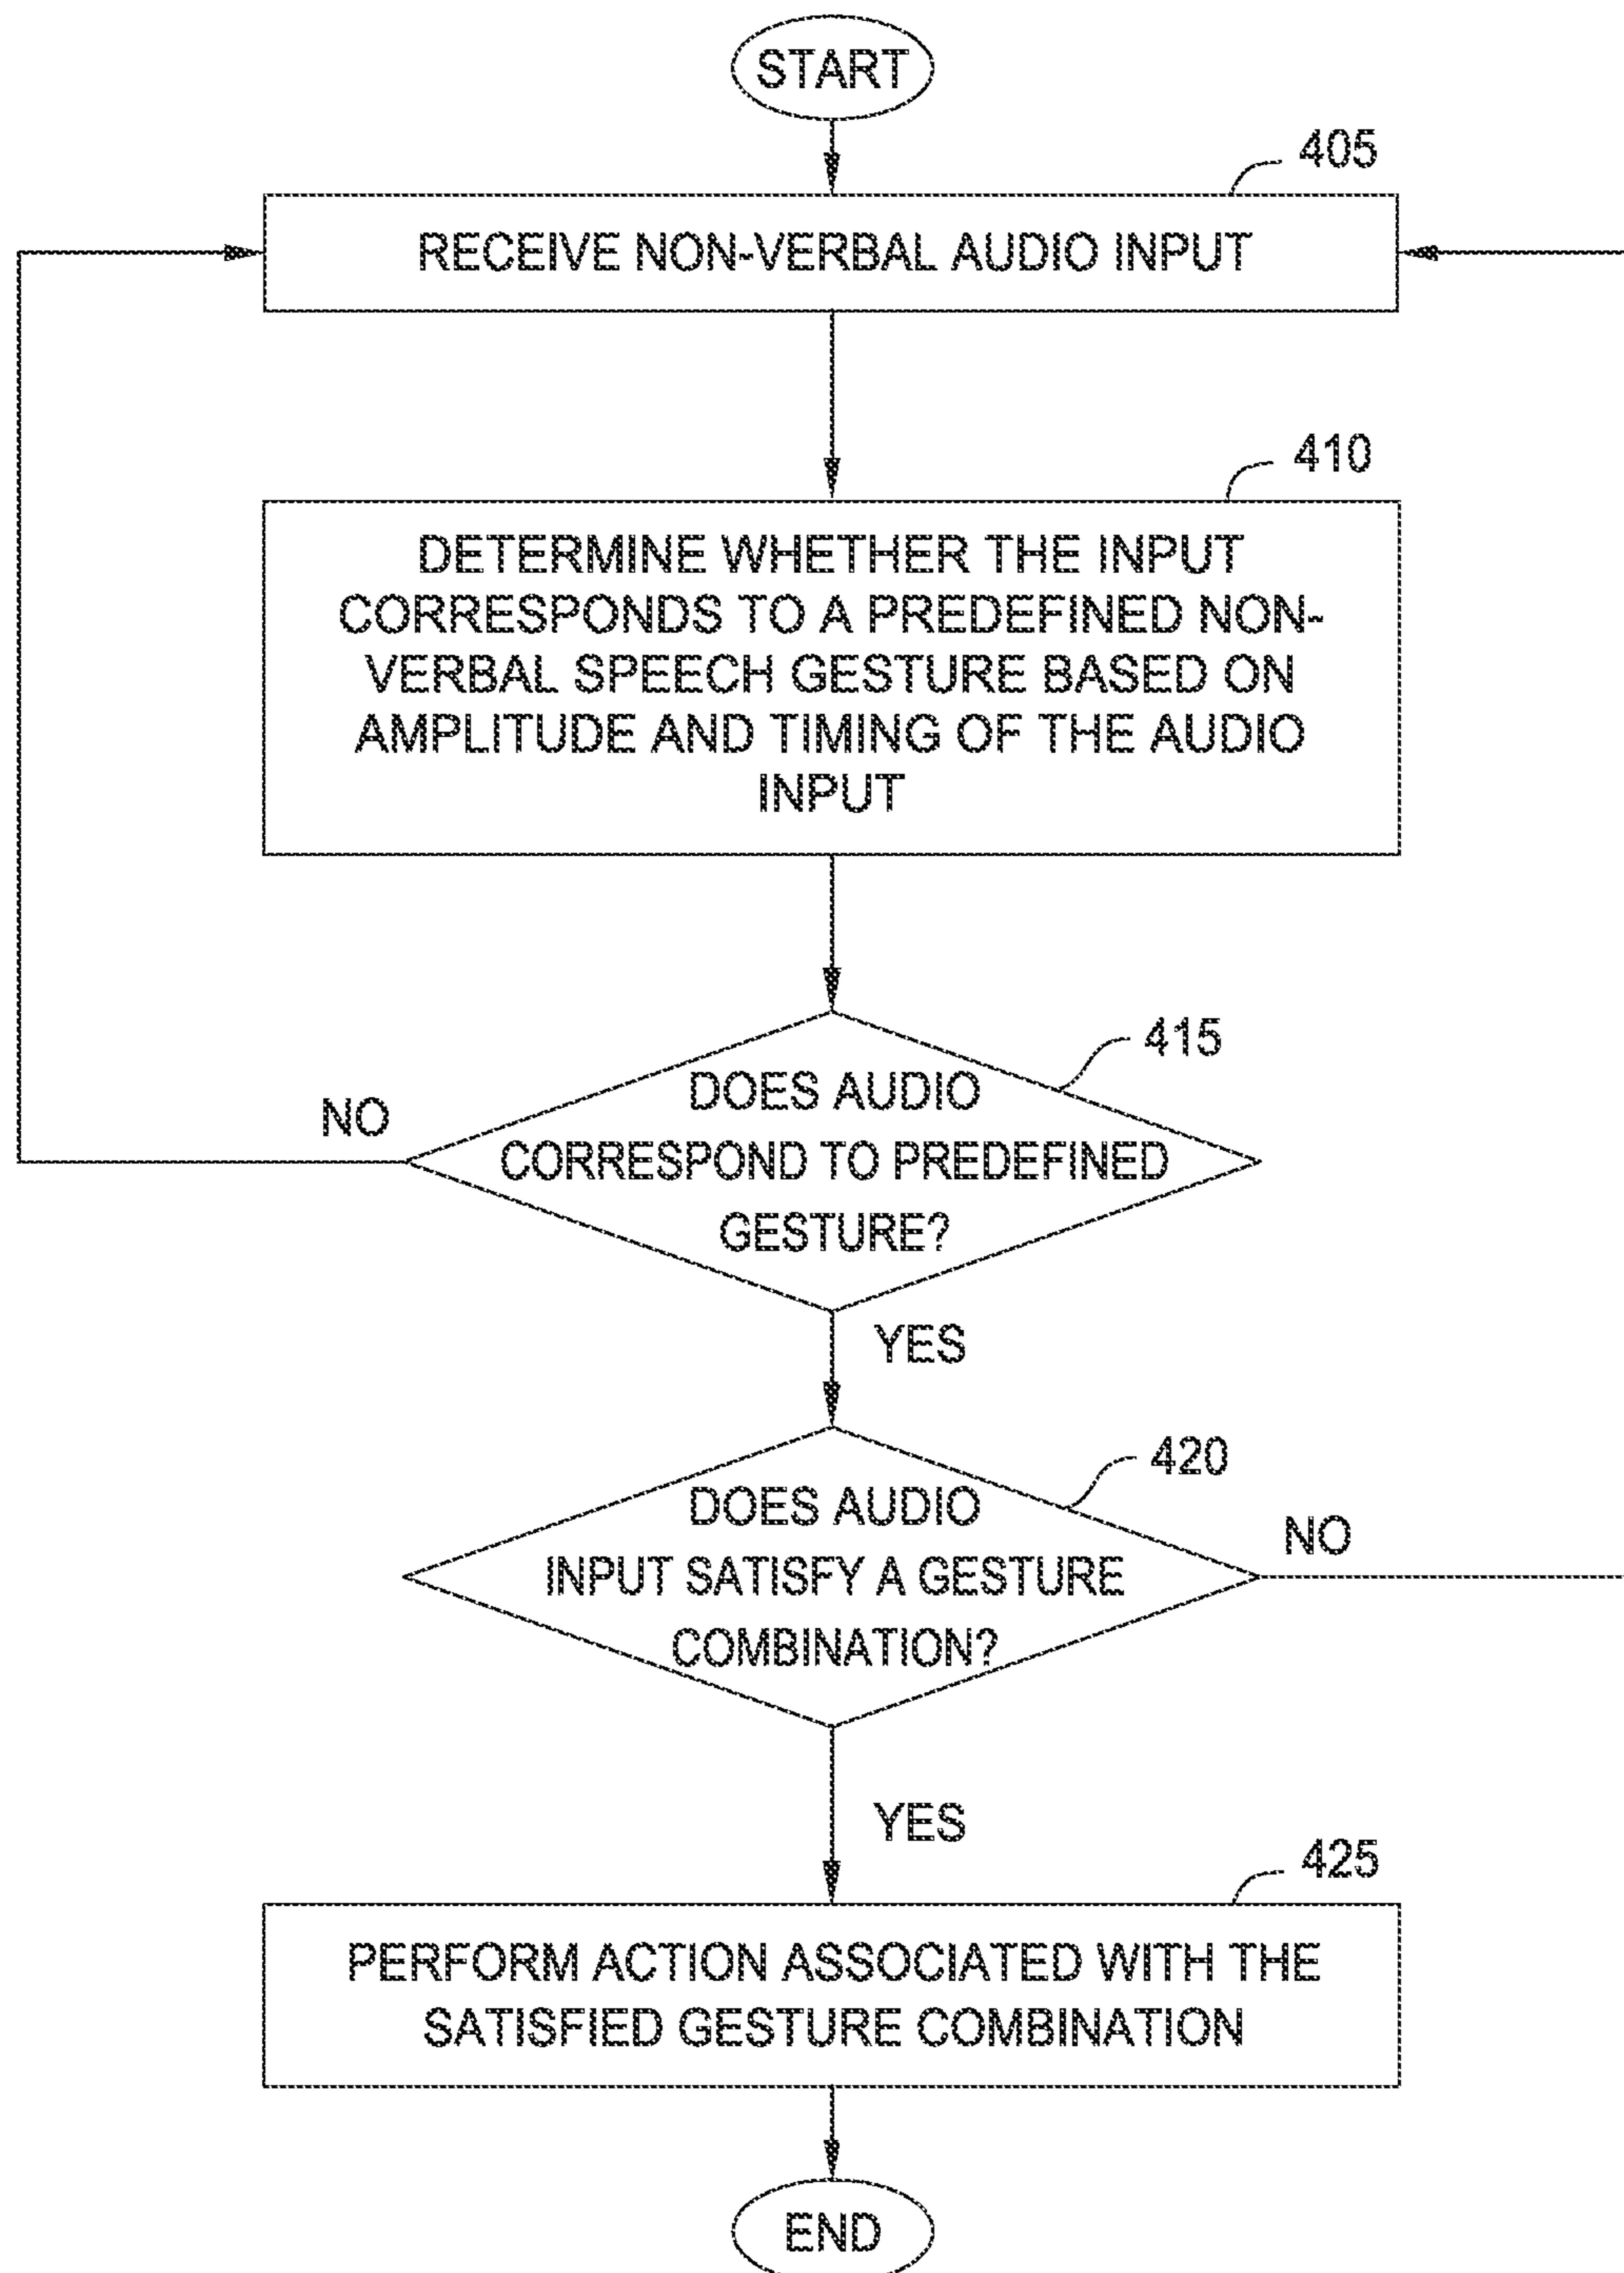 START
405
RECEIVE NON-VERBAL AUDIO INPUT
410
DETERMINE WHETHER THE INPUT
CORRESPONDS TO A PREDEFINED NON-
VERBAL SPEECH GESTURE BASED ON
AMPLITUDE AND TIMING OF THE AUDIO
INPUT
415
DOES AUDIO
NO
CORRESPOND TO PREDEFINED
GESTURE?
YES
420
DOES AUDIO
NO
INPUT SATISFY A GESTURE
COMBINATION?
YES
425
PERFORM ACTION ASSOCIATED WITH THE
SATISFIED GESTURE COMBINATION
END